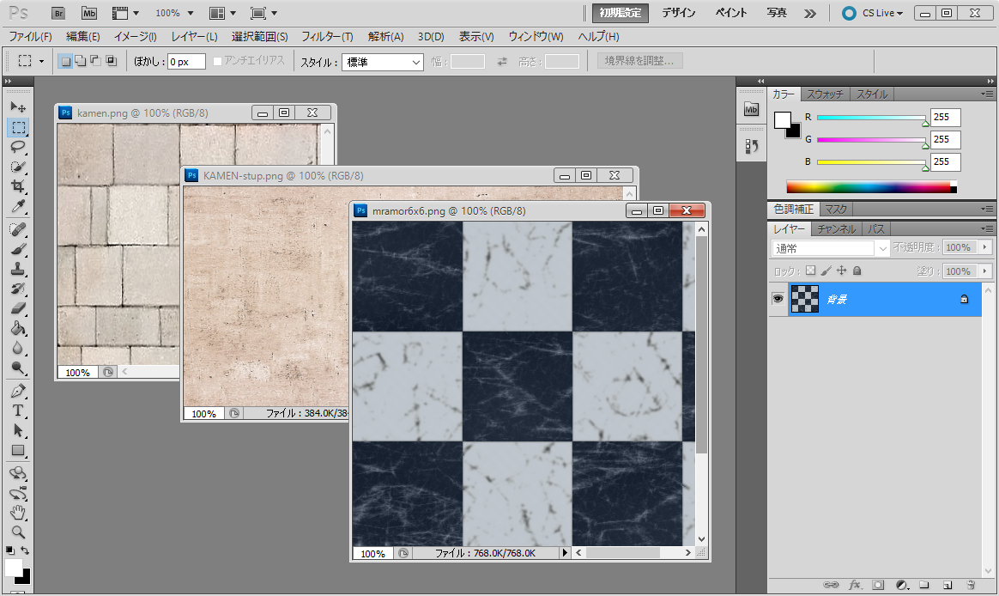 Ps Br Mb 100% 初期設定 デザイン ペイント 写真 CS Live
ファイル(F) 編集(E) イメージ(I) レイヤー(L) 選択範囲(S) フィルター(T) 解析(A) 3D(D) 表示(V) ウィンドウ(W) ヘルプ(H)
ぼかし: 0 px アンチエイリアス スタイル: 標準 幅: 高さ: 境界線を調整...
カラー スウォッチ スタイル
Mb
R 255
G 255
B 255
Ps kamen.png @ 100% (RGB/8)
100%
Ps KAMEN-stup.png @ 100% (RGB/8)
100% ファイル : 384.0K/384
Ps mramor6x6.png @ 100% (RGB/8)
100% ファイル : 768.0K/768.0K
色調補正 マスク
レイヤー チャンネル パス
通常 不透明度: 100%
ロック: 塗り: 100%
背景
T
fx